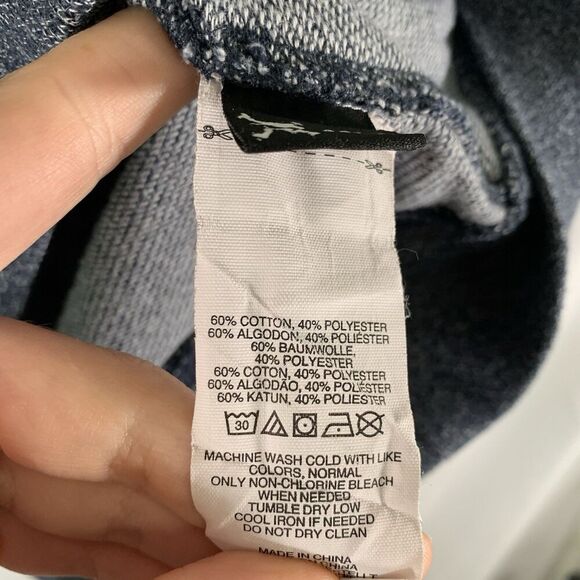 60% COTTON, 40% POLYESTER
60% ALGODON, 40% POLIÉSTER
60% BAUMWOLLE,
40% POLYESTER
60% COTON, 40% POLYESTER
60% ALGODÃO, 40% POLIÉSTER
60% KATUN, 40% POLIESTER
30
MACHINE WASH COLD WITH LIKE
COLORS, NORMAL
ONLY NON-CHLORINE BLEACH
WHEN NEEDED
TUMBLE DRY LOW
COOL IRON IF NEEDED
DO NOT DRY CLEAN
MADE IN CHINA
CHINA